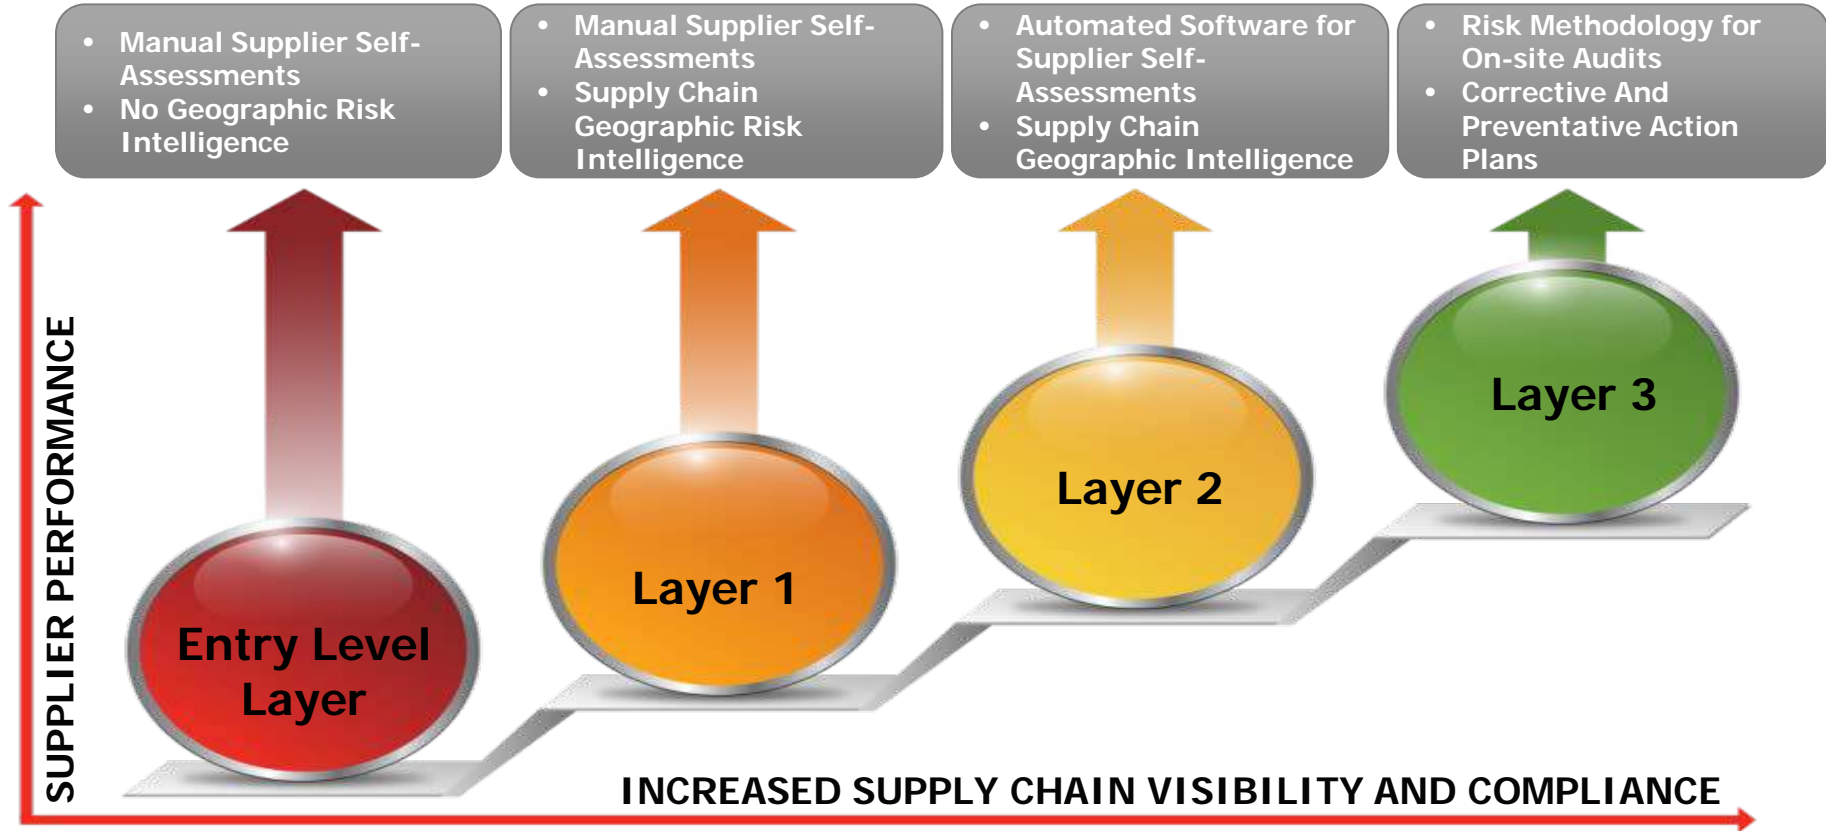 • Manual Supplier Self-
Assessments
• No Geographic Risk
Intelligence
• Manual Supplier Self-
Assessments
• Supply Chain
Geographic Risk
Intelligence
• Automated Software for
Supplier Self-
Assessments
• Supply Chain
Geographic Intelligence
• Risk Methodology for
On-site Audits
• Corrective And
Preventative Action
Plans
SUPPLIER PERFORMANCE
Entry Level
Layer
Layer 1
Layer 2
Layer 3
INCREASED SUPPLY CHAIN VISIBILITY AND COMPLIANCE